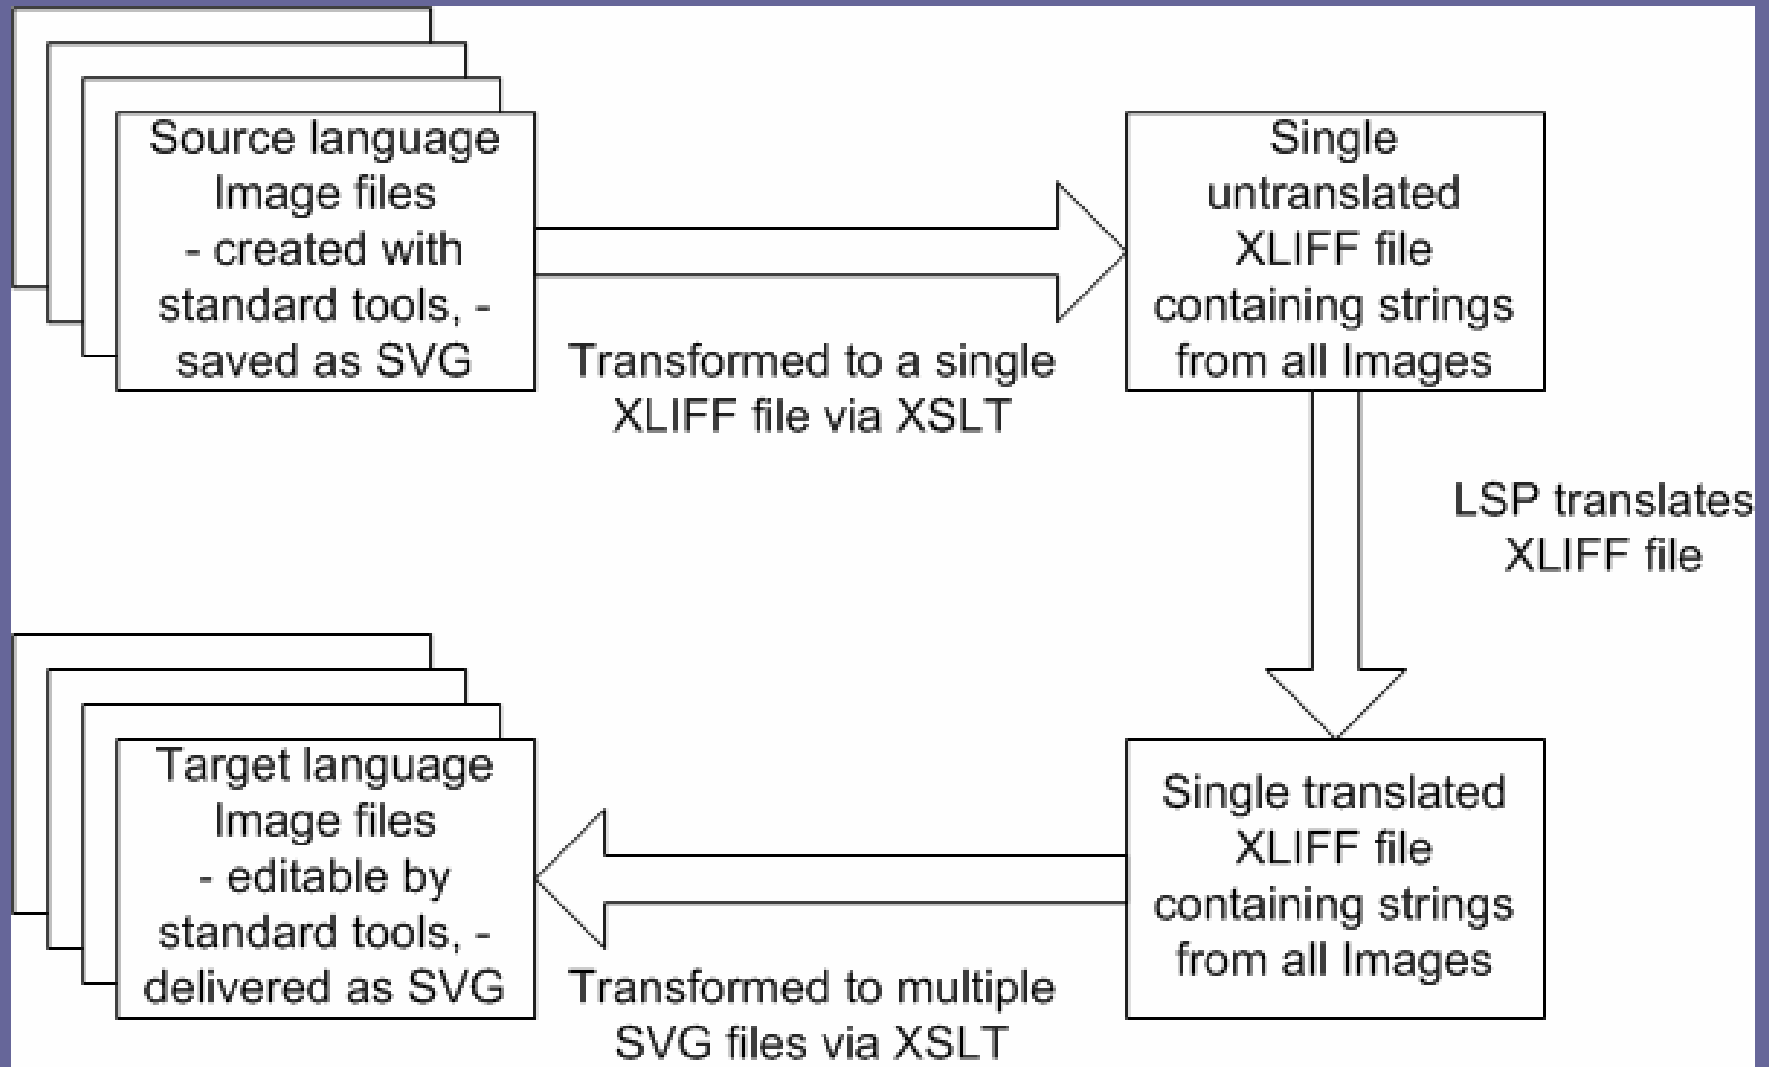 Source language
Image files
- created with
standard tools, -
saved as SVG
Transformed to a single
XLIFF file via XSLT
Single
untranslated
XLIFF file
containing strings
from all Images
LSP translates
XLIFF file
Single translated
XLIFF file
containing strings
from all Images
Transformed to multiple
SVG files via XSLT
Target language
Image files
- editable by
standard tools, -
delivered as SVG